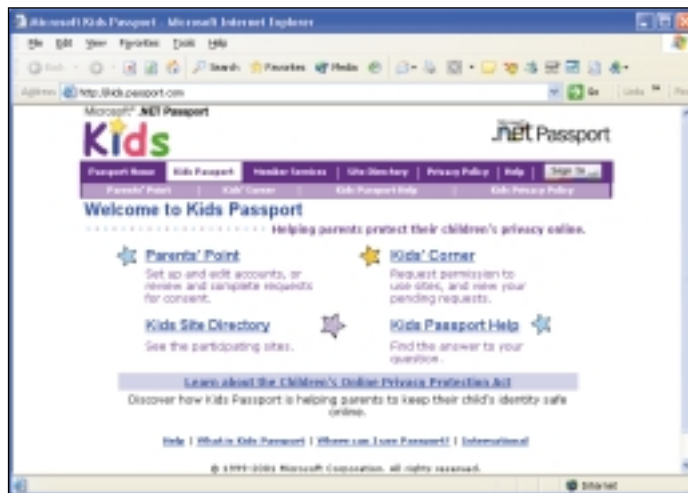 Microsoft Kids Passport - Microsoft Internet Explorer
File Edit View Favorites Tools Help
Search Favorites Media
Address http://kids.passport.com Go Links
Microsoft® .NET Passport
Kids
.net Passport
Passport Home | Kids Passport | Member Services | Site Directory | Privacy Policy | Help | Sign In
Parents' Point | Kids' Corner | Kids Passport Help | Kids Privacy Policy
Welcome to Kids Passport
Helping parents protect their children's privacy online.
Parents' Point
Set up and edit accounts, or
review and complete requests
for consent.
Kids' Corner
Request permission to
use sites, and view your
pending requests.
Kids Site Directory
See the participating sites.
Kids Passport Help
Find the answer to your
question.
Learn about the Children's Online Privacy Protection Act
Discover how Kids Passport is helping parents to keep their child's identity safe
online.
Help | What is Kids Passport | Where can I use Passport? | International
© 1999-2001 Microsoft Corporation. All rights reserved.
Internet